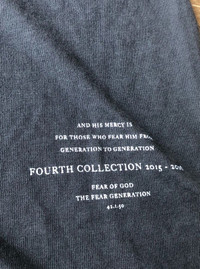 AND HIS MERCY IS
FOR THOSE WHO FEAR HIM
GENERATION TO GENERATION
FOURTH COLLECTION 2015 -
FEAR OF GOD
THE FEAR GENERATION